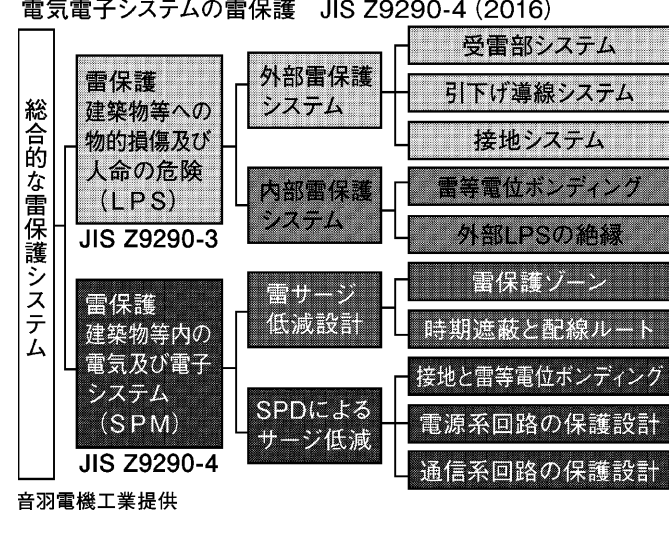 電気電子システムの雷保護　JIS Z9290-4 (2016)
総合的な雷保護システム
雷保護
建築物等への
物的損傷及び
人命の危険
(LPS)
JIS Z9290-3
外部雷保護
システム
受雷部システム
引下げ導線システム
接地システム
内部雷保護
システム
雷等電位ボンディング
外部LPSの絶縁
雷保護
建築物等内の
電気及び電子
システム
(SPM)
JIS Z9290-4
雷サージ
低減設計
雷保護ゾーン
時期遮蔽と配線ルート
SPDによる
サージ低減
接地と雷等電位ボンディング
電源系回路の保護設計
通信系回路の保護設計
音羽電機工業提供